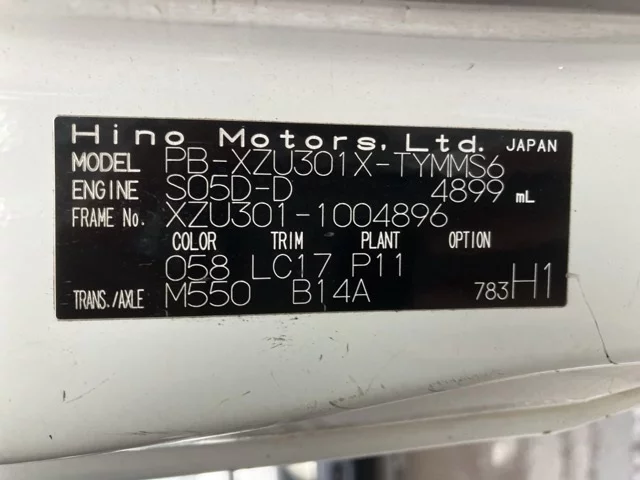 Hino Motors, Ltd. JAPAN
MODEL PB-XZU301X-TYMMS6
ENGINE S05D-D 4899 mL
FRAME No. XZU301-1004896
COLOR TRIM PLANT OPTION
058 LC17 P11
TRANS./AXLE M550 B14A 783H1